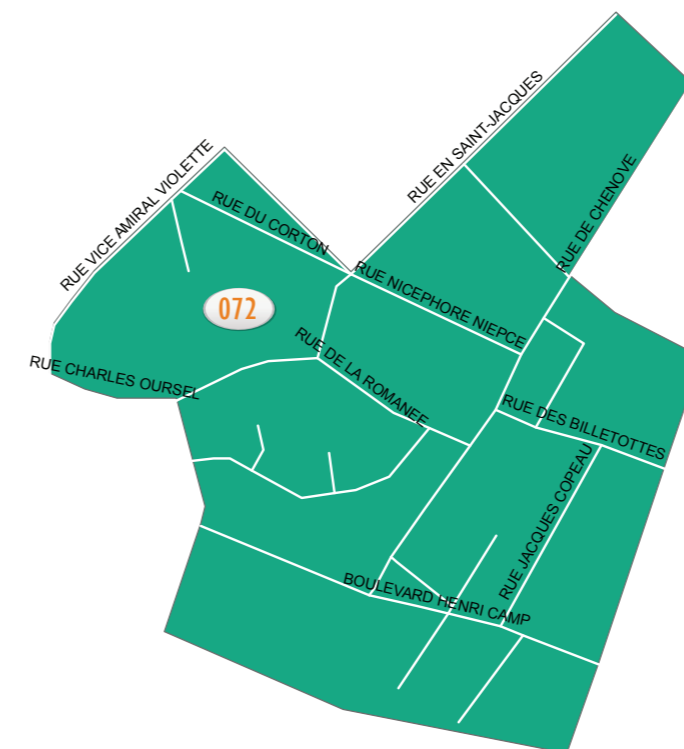 RUE EN SAINT-JACQUES
RUE VICE AMIRAL VIOLETTE
RUE DE CHENOVE
RUE DU CORTON
RUE NICEPHORE NIEPCE
072
RUE DE LA ROMANEE
RUE CHARLES OURSEL
RUE DES BILLETOTTES
RUE JACQUES COPEAU
BOULEVARD HENRI CAMP